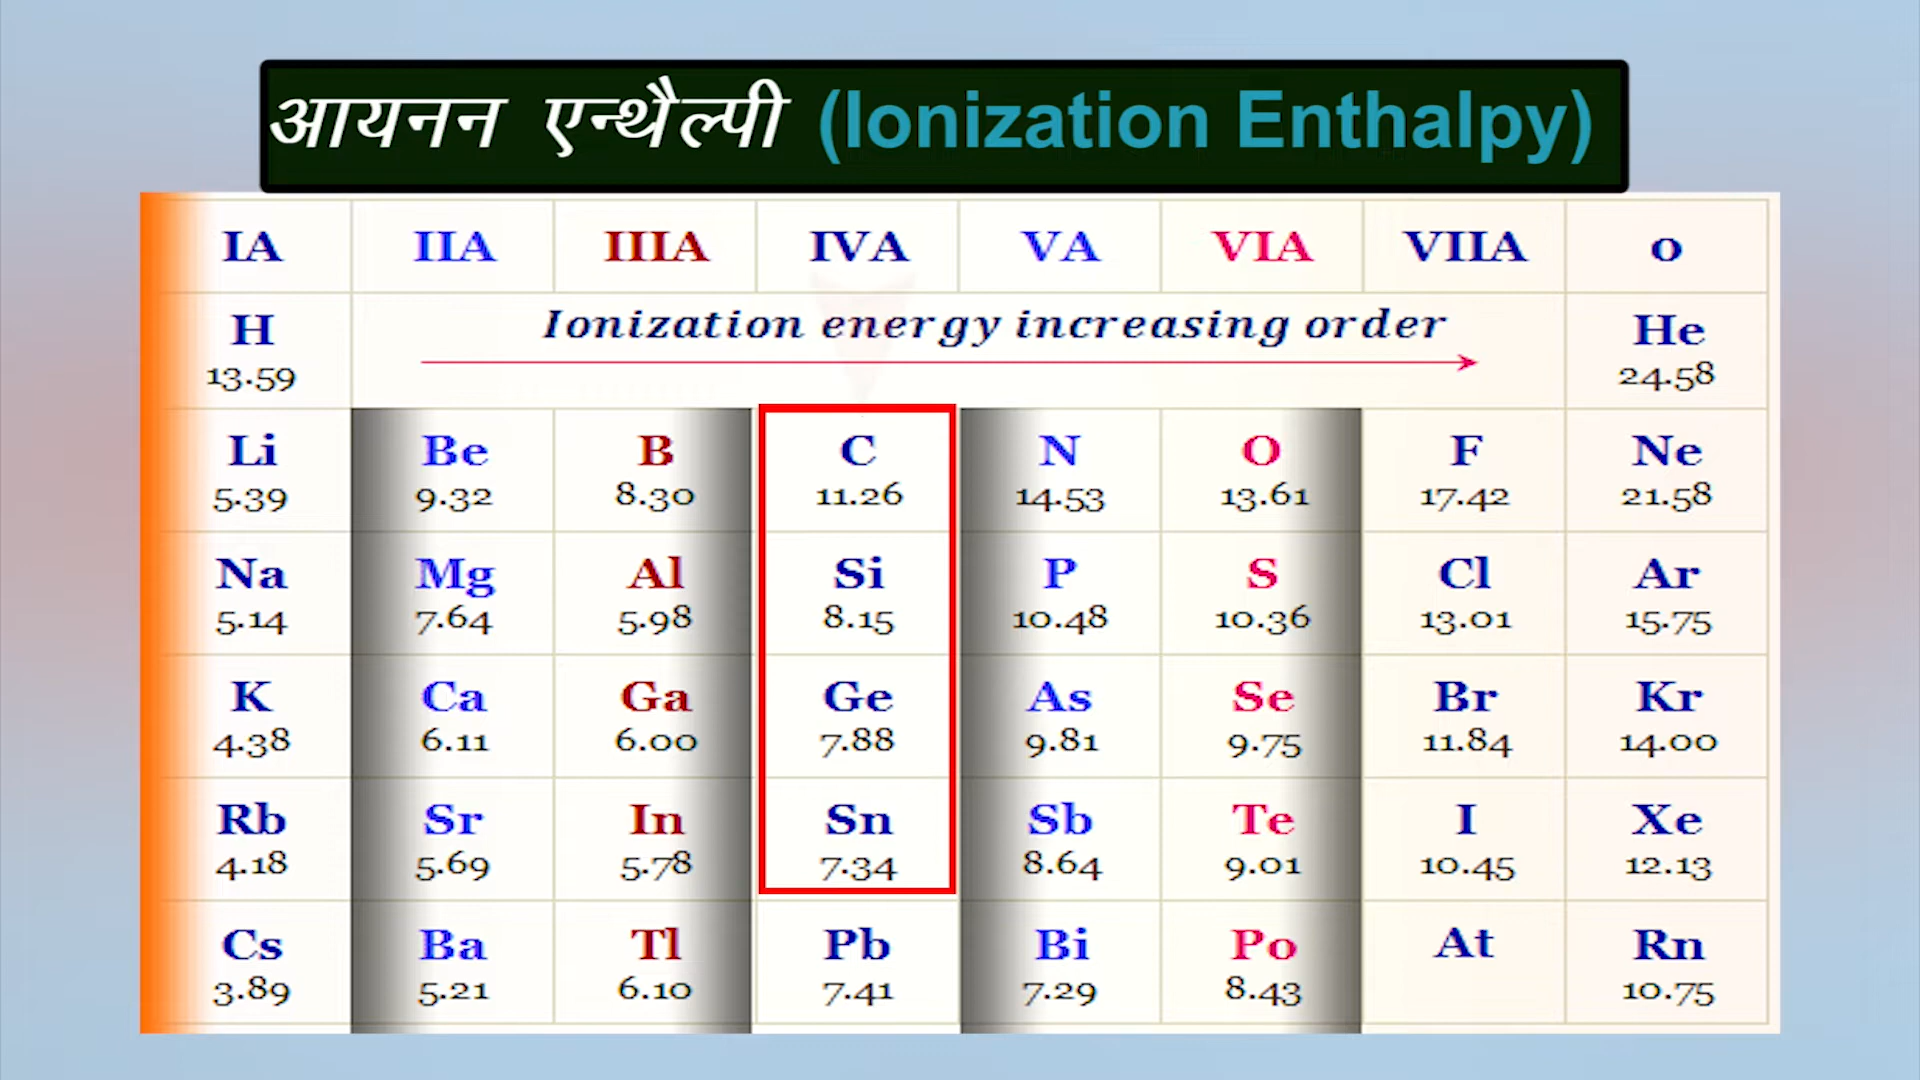 आयनन एन्थैल्पी (Ionization Enthalpy)
IA IIA IIIA IVA VA VIA VIIA 0
Ionization energy increasing order
H He
13.59 24.58
Li Be B C N O F Ne
5.39 9.32 8.30 11.26 14.53 13.61 17.42 21.58
Na Mg Al Si P S Cl Ar
5.14 7.64 5.98 8.15 10.48 10.36 13.01 15.75
K Ca Ga Ge As Se Br Kr
4.38 6.11 6.00 7.88 9.81 9.75 11.84 14.00
Rb Sr In Sn Sb Te I Xe
4.18 5.69 5.78 7.34 8.64 9.01 10.45 12.13
Cs Ba Tl Pb Bi Po At Rn
3.89 5.21 6.10 7.41 7.29 8.43 10.75